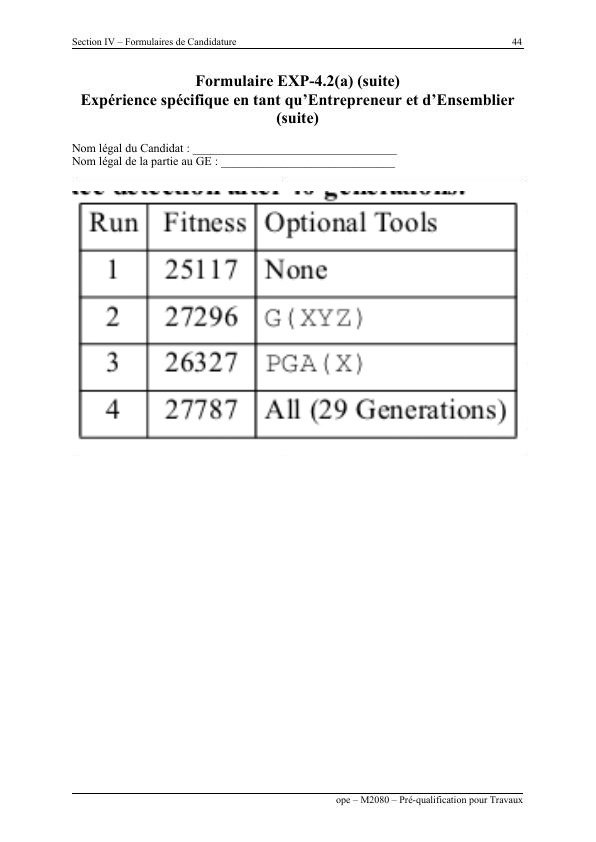 Section IV – Formulaires de Candidature 44
Formulaire EXP-4.2(a) (suite)
Expérience spécifique en tant qu’Entrepreneur et d’Ensemblier
(suite)
Nom légal du Candidat : ___________________________________
Nom légal de la partie au GE : ______________________________
detection after 40 generations.
Run Fitness Optional Tools
1 25117 None
2 27296 G(XYZ)
3 26327 PGA(X)
4 27787 All (29 Generations)
ope – M2080 – Pré-qualification pour Travaux